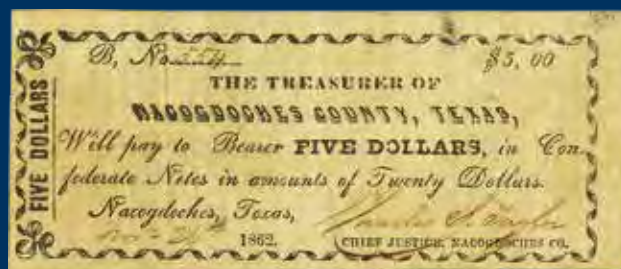 FIVE DOLLARS
B, No $5, 00
THE TREASURER OF
NACOGDOCHES COUNTY, TEXAS,
Will pay to Bearer FIVE DOLLARS, in Con
federate Notes in amounts of Twenty Dollars.
Nacogdoches, Texas,
1862.
CHIEF JUSTICE, NACOGDOCHES CO.